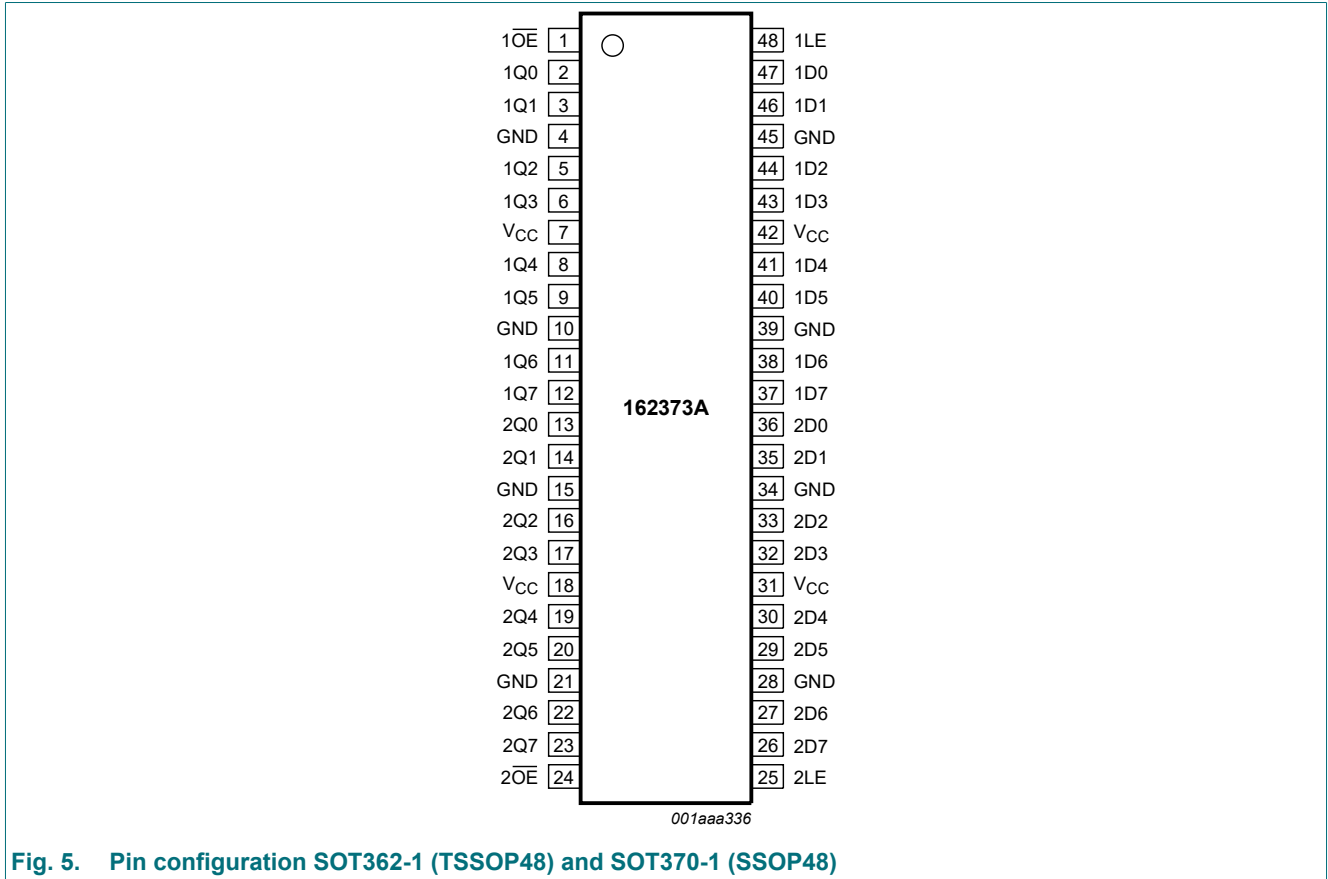 1OE 1 48 1LE
1Q0 2 47 1D0
1Q1 3 46 1D1
GND 4 45 GND
1Q2 5 44 1D2
1Q3 6 43 1D3
VCC 7 42 VCC
1Q4 8 41 1D4
1Q5 9 40 1D5
GND 10 39 GND
1Q6 11 38 1D6
1Q7 12 37 1D7
162373A
2Q0 13 36 2D0
2Q1 14 35 2D1
GND 15 34 GND
2Q2 16 33 2D2
2Q3 17 32 2D3
VCC 18 31 VCC
2Q4 19 30 2D4
2Q5 20 29 2D5
GND 21 28 GND
2Q6 22 27 2D6
2Q7 23 26 2D7
2OE 24 25 2LE
001aaa336
Fig. 5. Pin configuration SOT362-1 (TSSOP48) and SOT370-1 (SSOP48)